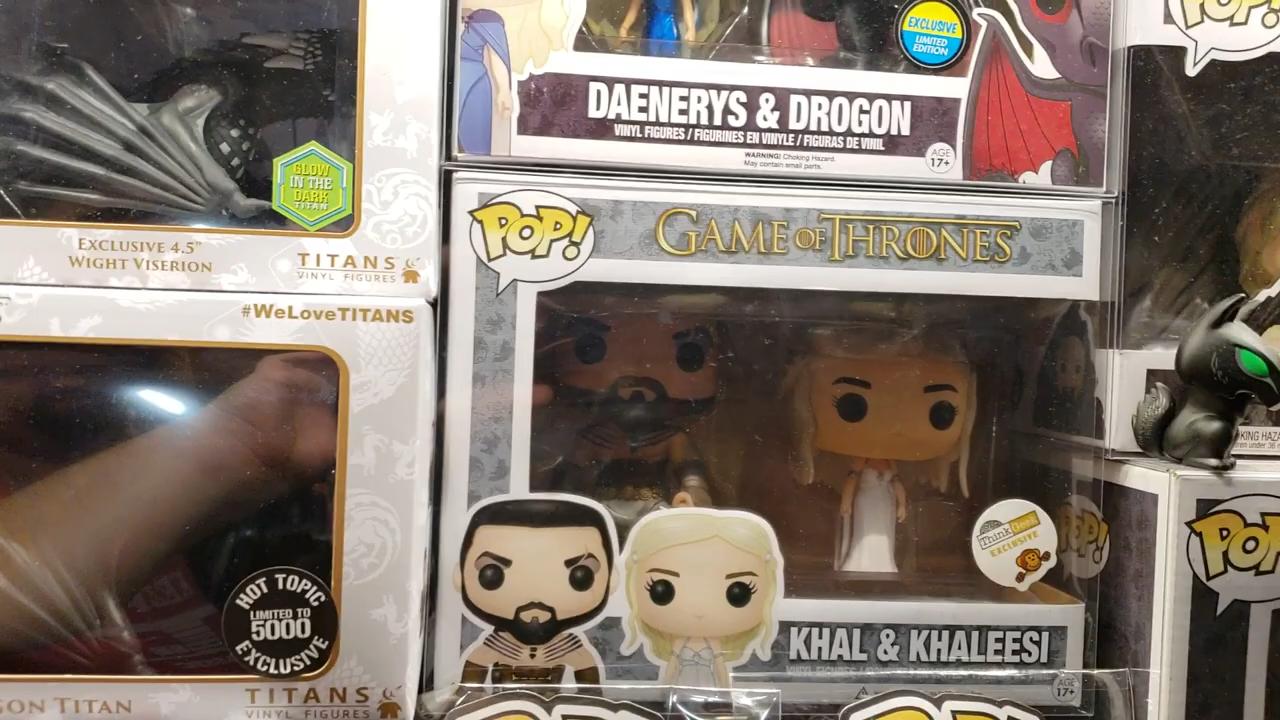 EXCLUSIVE
LIMITED
EDITION
DAENERYS & DROGON
VINYL FIGURES / FIGURINES EN VINYLE / FIGURAS DE VINIL
WARNING! Choking Hazard.
May contain small parts.
AGE
17+
GLOW
IN THE
DARK
TITAN
EXCLUSIVE 4.5"
WIGHT VISERION
TITANS
VINYL FIGURES
#WeLoveTITANS
HOT TOPIC
LIMITED TO
5000
EXCLUSIVE
TITAN
TITANS
VINYL FIGURES
POP!
GAME OF THRONES
ThinkGeek
EXCLUSIVE
KHAL & KHALEESI
AGE
17+
POP!